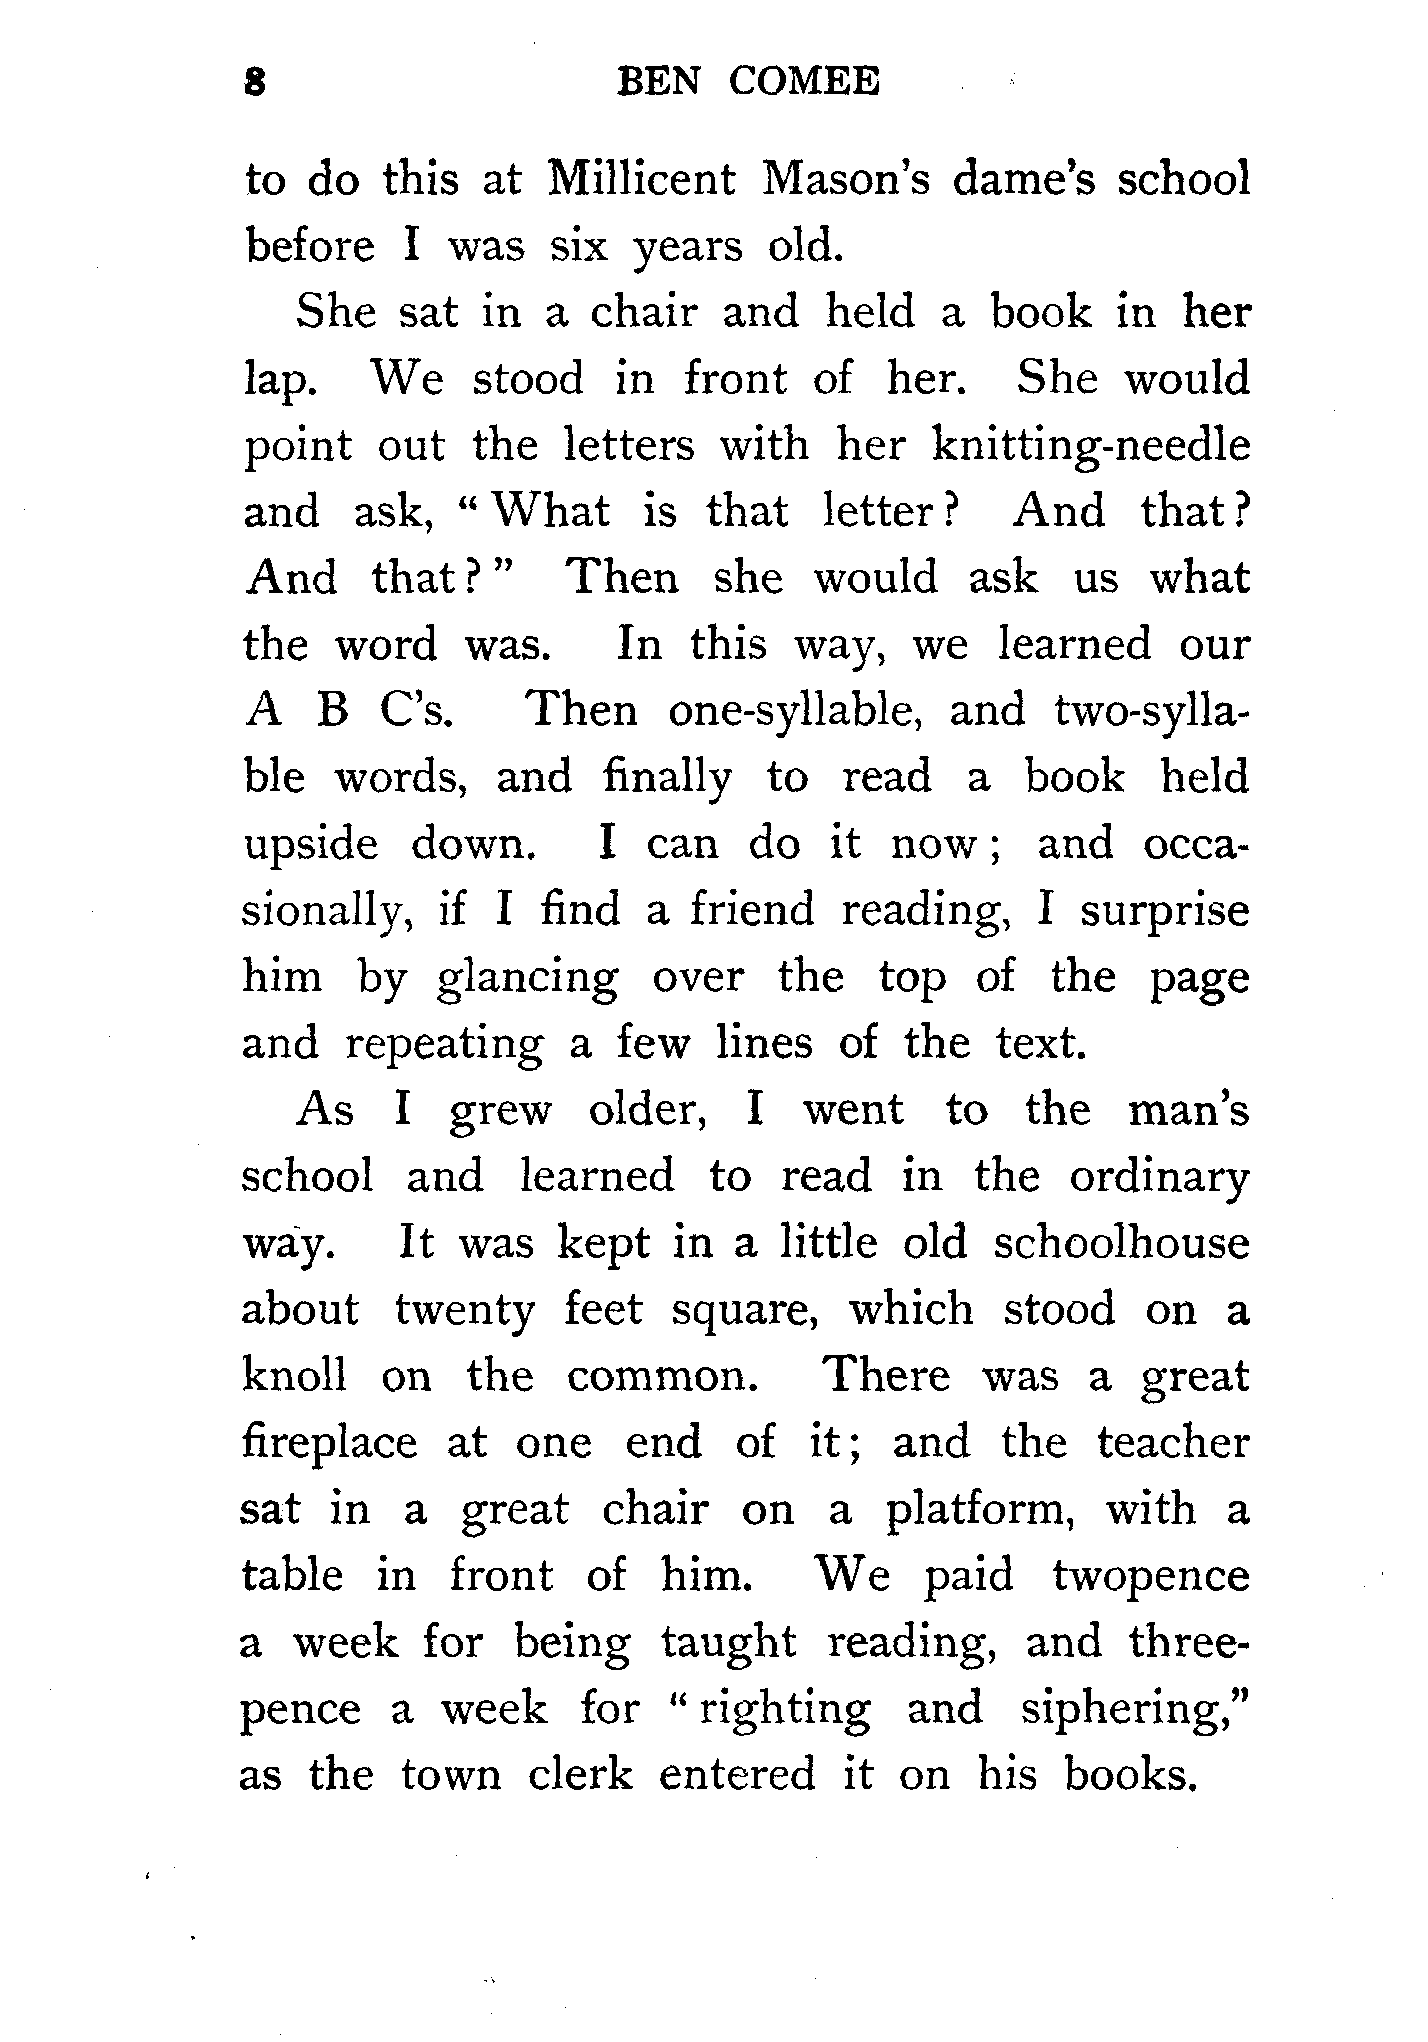 8 BEN COMEE
to do this at Millicent Mason's dame's school
before I was six years old.
She sat in a chair and held a book in her
lap. We stood in front of her. She would
point out the letters with her knitting-needle
and ask, “ What is that letter? And that?
And that? ” Then she would ask us what
the word was. In this way, we learned our
A B C's. Then one-syllable, and two-sylla-
ble words, and finally to read a book held
upside down. I can do it now ; and occa-
sionally, if I find a friend reading, I surprise
him by glancing over the top of the page
and repeating a few lines of the text.
As I grew older, I went to the man's
school and learned to read in the ordinary
way. It was kept in a little old schoolhouse
about twenty feet square, which stood on a
knoll on the common. There was a great
fireplace at one end of it; and the teacher
sat in a great chair on a platform, with a
table in front of him. We paid twopence
a week for being taught reading, and three-
pence a week for “ righting and siphering,”
as the town clerk entered it on his books.